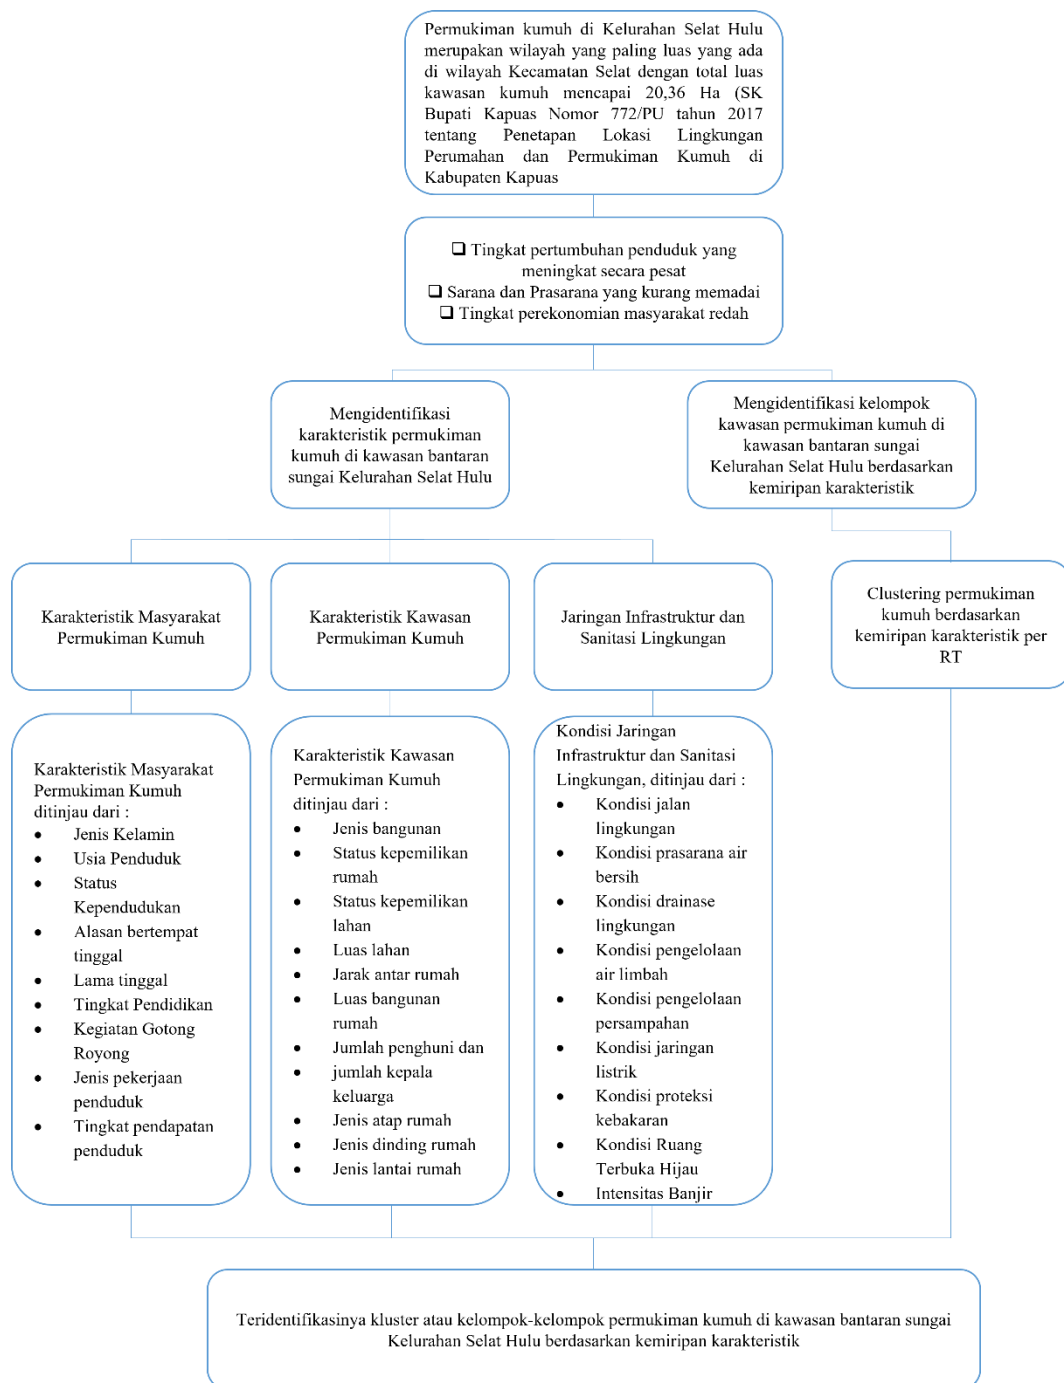 Permukiman kumuh di Kelurahan Selat Hulu
merupakan wilayah yang paling luas yang ada
di wilayah Kecamatan Selat dengan total luas
kawasan kumuh mencapai 20,36 Ha (SK
Bupati Kapuas Nomor 772/PU tahun 2017
tentang Penetapan Lokasi Lingkungan
Perumahan dan Permukiman Kumuh di
Kabupaten Kapuas
❑ Tingkat pertumbuhan penduduk yang
meningkat secara pesat
❑ Sarana dan Prasarana yang kurang memadai
❑ Tingkat perekonomian masyarakat redah
Mengidentifikasi
karakteristik permukiman
kumuh di kawasan bantaran
sungai Kelurahan Selat Hulu
Mengidentifikasi kelompok
kawasan permukiman kumuh di
kawasan bantaran sungai
Kelurahan Selat Hulu berdasarkan
kemiripan karakteristik
Karakteristik Masyarakat
Permukiman Kumuh
Karakteristik Kawasan
Permukiman Kumuh
Jaringan Infrastruktur dan
Sanitasi Lingkungan
Clustering permukiman
kumuh berdasarkan
kemiripan karakteristik per
RT
Karakteristik Masyarakat
Permukiman Kumuh
ditinjau dari :
• Jenis Kelamin
• Usia Penduduk
• Status
Kependudukan
• Alasan bertempat
tinggal
• Lama tinggal
• Tingkat Pendidikan
• Kegiatan Gotong
Royong
• Jenis pekerjaan
penduduk
• Tingkat pendapatan
penduduk
Karakteristik Kawasan
Permukiman Kumuh
ditinjau dari :
• Jenis bangunan
• Status kepemilikan
rumah
• Status kepemilikan
lahan
• Luas lahan
• Jarak antar rumah
• Luas bangunan
rumah
• Jumlah penghuni dan
• jumlah kepala
keluarga
• Jenis atap rumah
• Jenis dinding rumah
• Jenis lantai rumah
Kondisi Jaringan
Infrastruktur dan Sanitasi
Lingkungan, ditinjau dari :
• Kondisi jalan
lingkungan
• Kondisi prasarana air
bersih
• Kondisi drainase
lingkungan
• Kondisi pengelolaan
air limbah
• Kondisi pengelolaan
persampahan
• Kondisi jaringan
listrik
• Kondisi proteksi
kebakaran
• Kondisi Ruang
Terbuka Hijau
• Intensitas Banjir
Teridentifikasinya kluster atau kelompok-kelompok permukiman kumuh di kawasan bantaran sungai
Kelurahan Selat Hulu berdasarkan kemiripan karakteristik